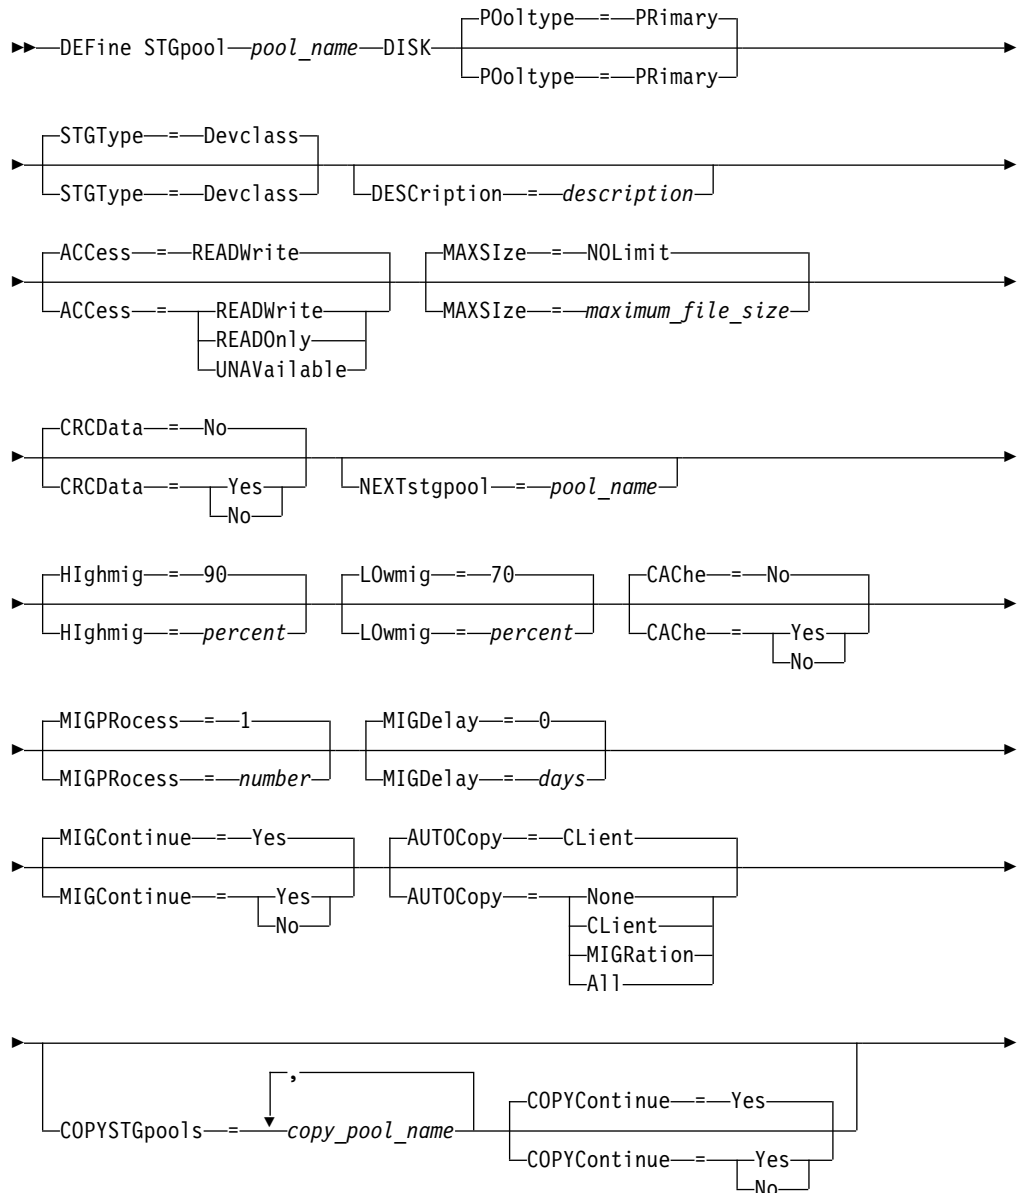 POoltype = PRimary
DEFine STGpool pool_name DISK
POoltype = PRimary
STGType = Devclass
STGType = Devclass DESCription = description
ACCess = READWrite MAXSIze = NOLimit
ACCess = READWrite MAXSIze = maximum_file_size
READOnly
UNAVailable
CRCData = No
CRCData = Yes NEXTstgpool = pool_name
No
HIghmig = 90 LOwmig = 70 CAChe = No
HIghmig = percent LOwmig = percent CAChe = Yes
No
MIGPRocess = 1 MIGDelay = 0
MIGPRocess = number MIGDelay = days
MIGContinue = Yes AUTOCopy = CLient
MIGContinue = Yes AUTOCopy = None
No CLient
MIGRation
All
,
COPYContinue = Yes
COPYSTGpools = copy_pool_name
COPYContinue = Yes
No